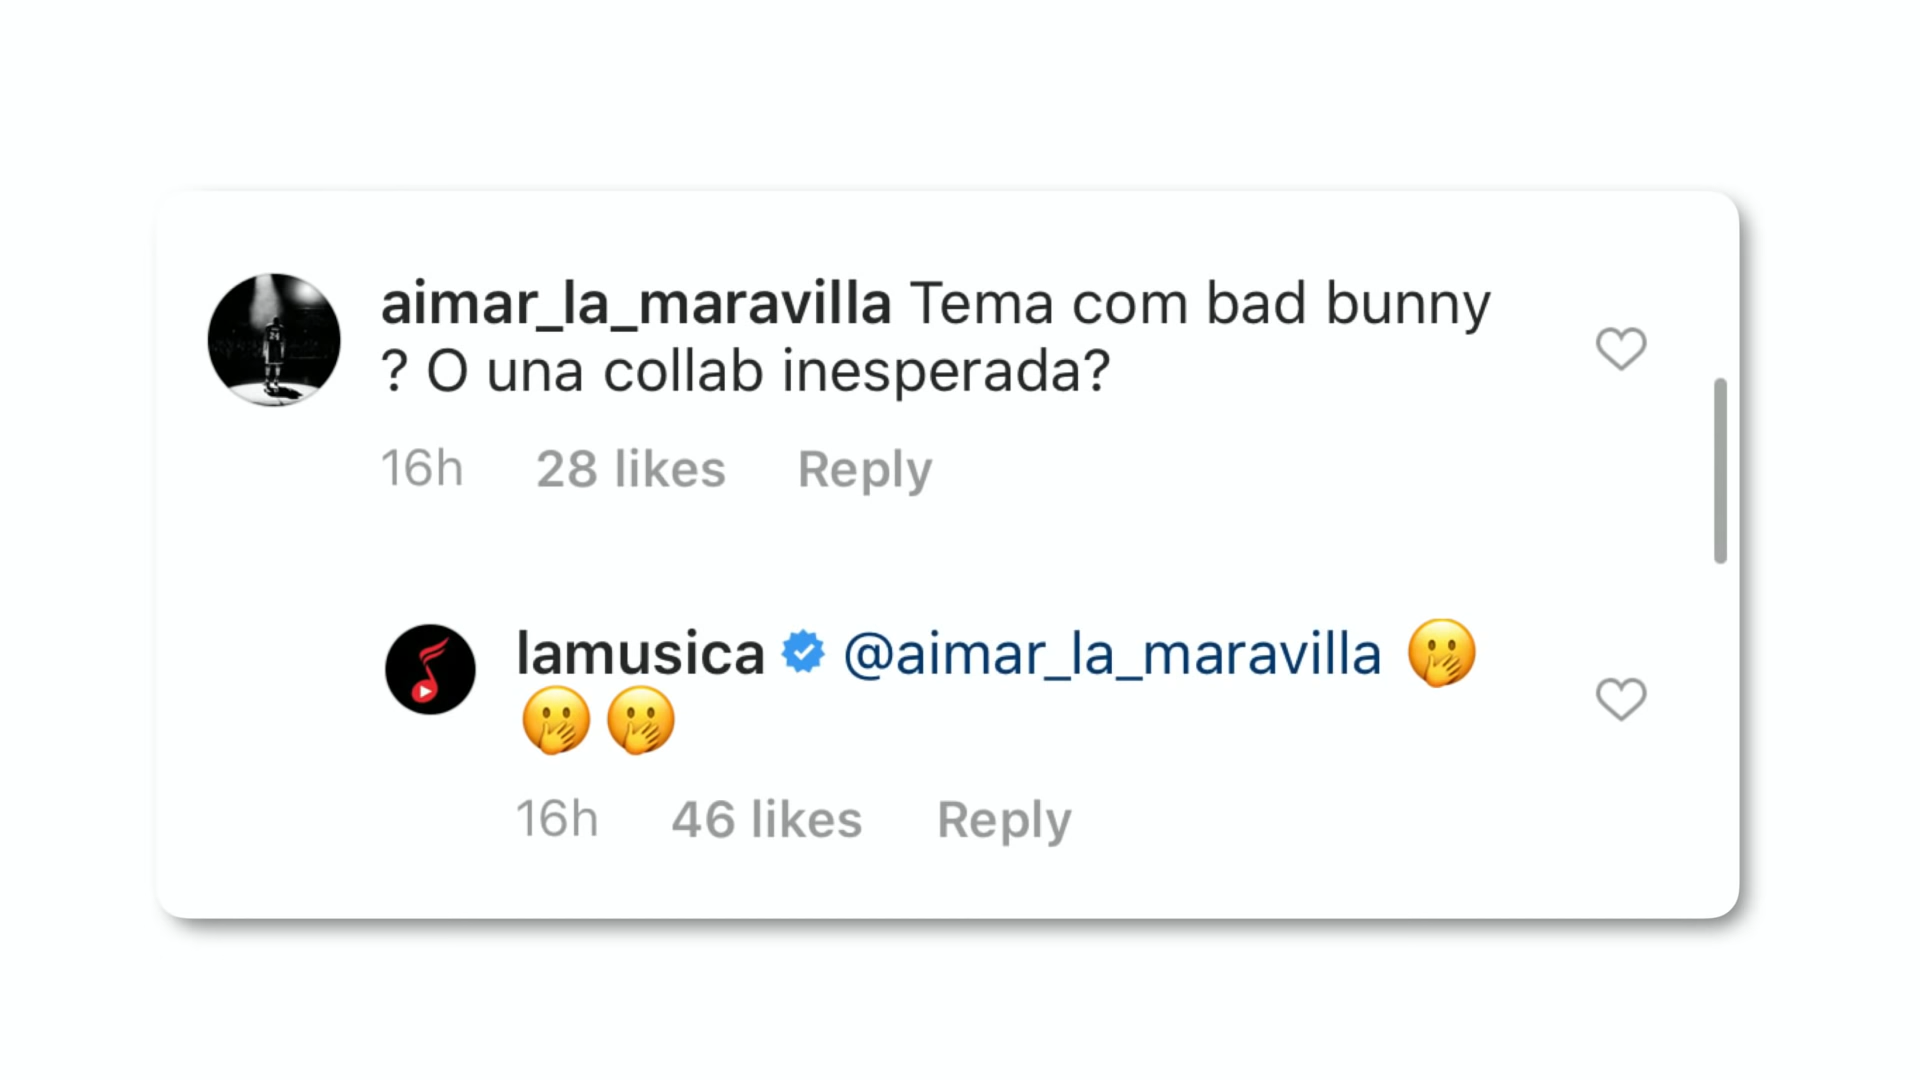 aimar_la_maravilla Tema com bad bunny
? O una collab inesperada?
16h 28 likes Reply
lamusica @aimar_la_maravilla 🤭
🤭🤭
16h 46 likes Reply